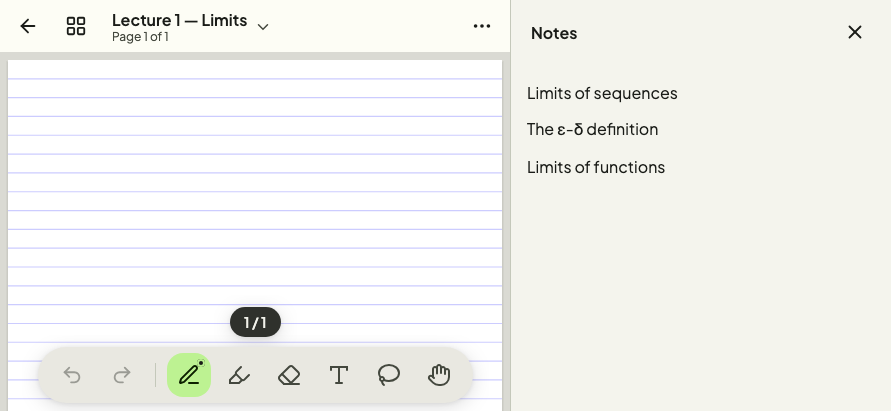 Lecture 1 — Limits
Page 1 of 1
1/1
Notes
Limits of sequences
The ε-δ definition
Limits of functions